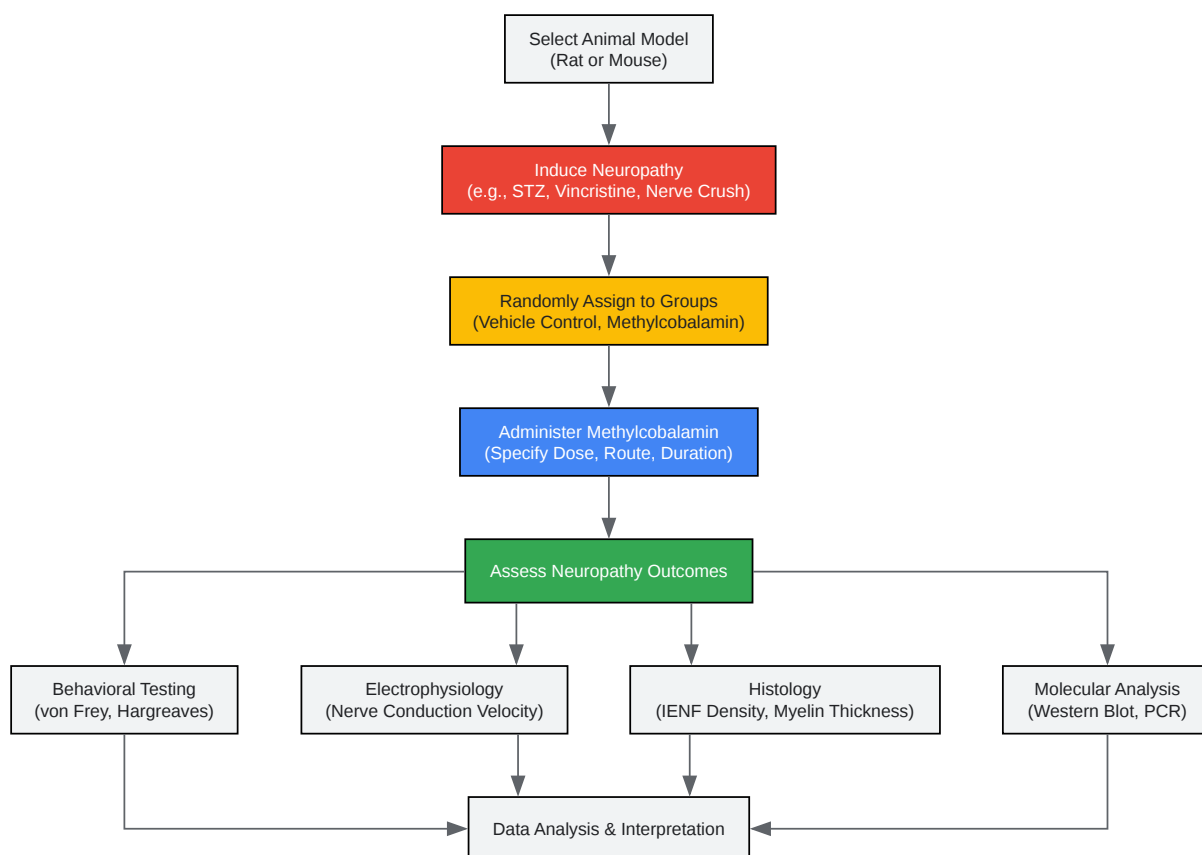 Select Animal Model
(Rat or Mouse)
Induce Neuropathy
(e.g., STZ, Vincristine, Nerve Crush)
Randomly Assign to Groups
(Vehicle Control, Methylcobalamin)
Administer Methylcobalamin
(Specify Dose, Route, Duration)
Assess Neuropathy Outcomes
Behavioral Testing
(von Frey, Hargreaves)
Electrophysiology
(Nerve Conduction Velocity)
Histology
(IENF Density, Myelin Thickness)
Molecular Analysis
(Western Blot, PCR)
Data Analysis & Interpretation